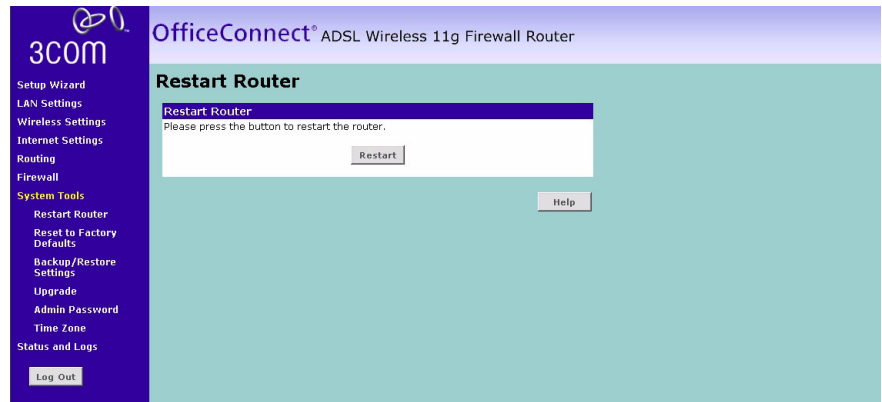 3COM
OfficeConnect® ADSL Wireless 11g Firewall Router
Setup Wizard
LAN Settings
Wireless Settings
Internet Settings
Routing
Firewall
System Tools
Restart Router
Reset to Factory
Defaults
Backup/Restore
Settings
Upgrade
Admin Password
Time Zone
Status and Logs
Log Out
Restart Router
Restart Router
Please press the button to restart the router.
Restart
Help